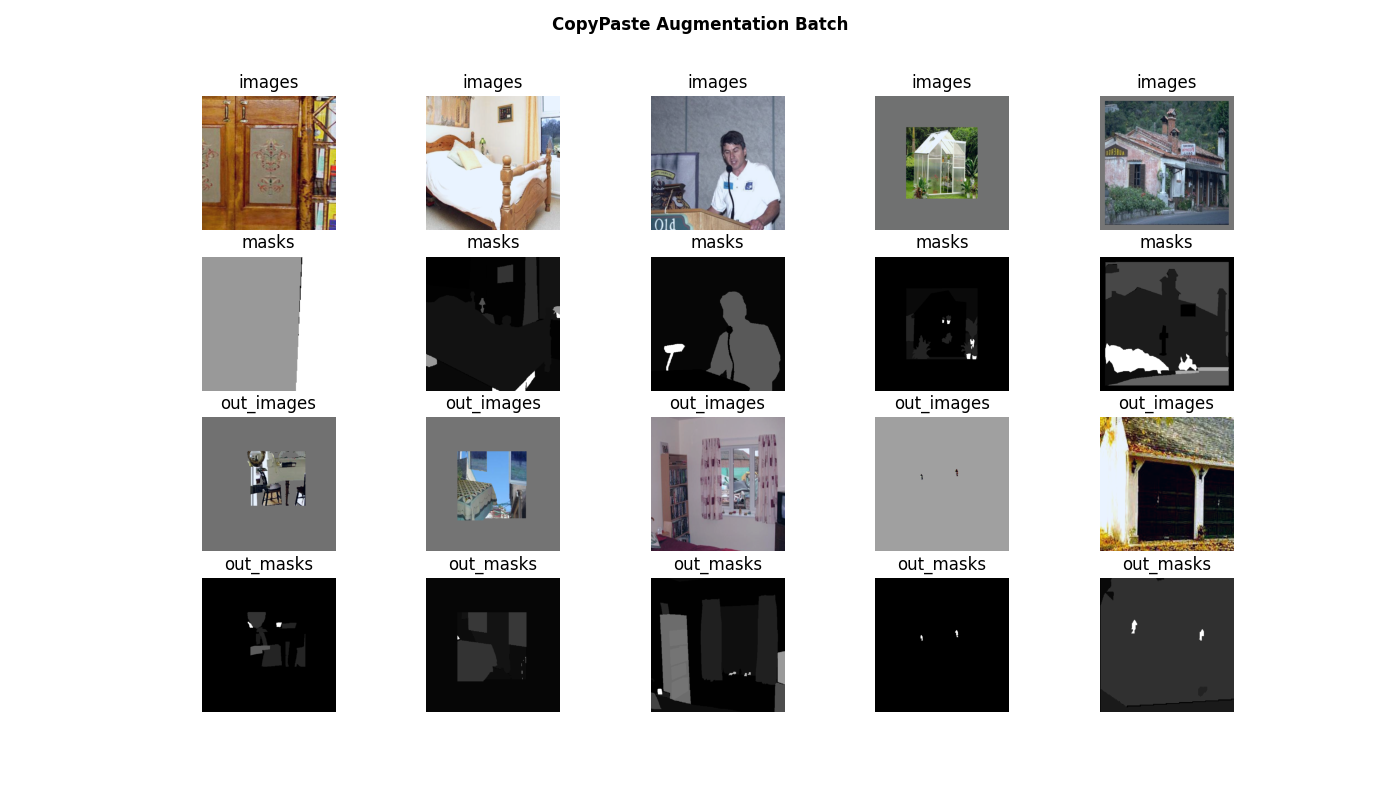 CopyPaste Augmentation Batch
images images images images images
Old
masks masks masks masks masks
out_images out_images out_images out_images out_images
out_masks out_masks out_masks out_masks out_masks